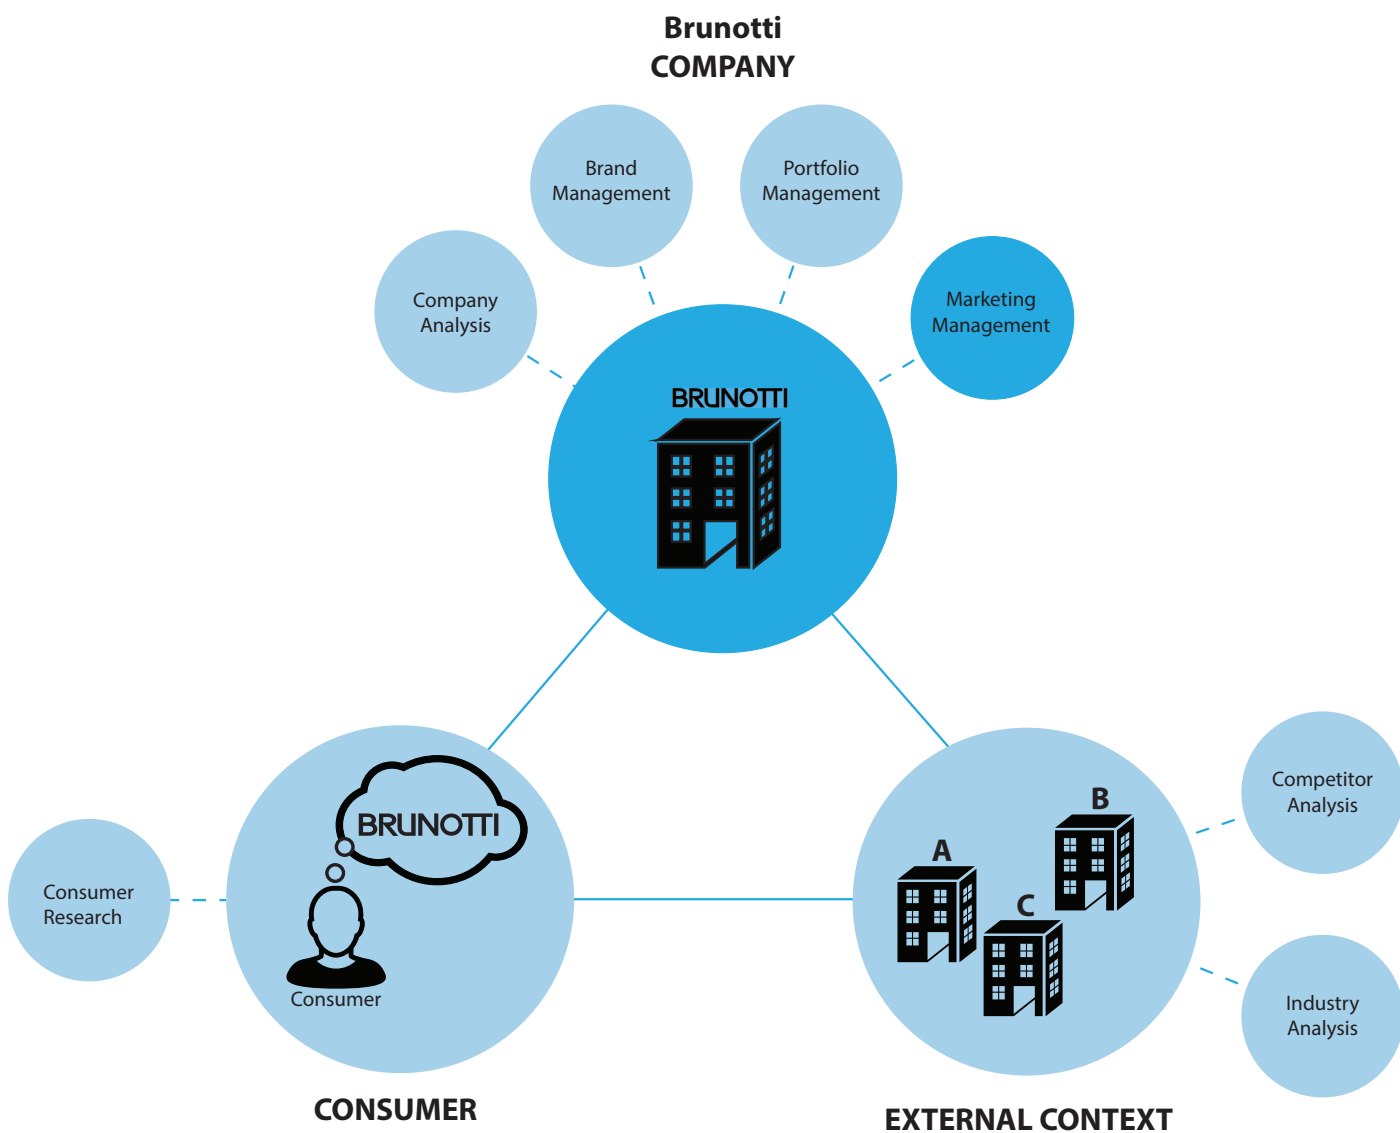 Brunotti
COMPANY
Brand
Management
Portfolio
Management
Company
Analysis
Marketing
Management
BRUNOTTI
BRUNOTTI
Consumer
Consumer
Research
A
B
C
Competitor
Analysis
Industry
Analysis
CONSUMER
EXTERNAL CONTEXT